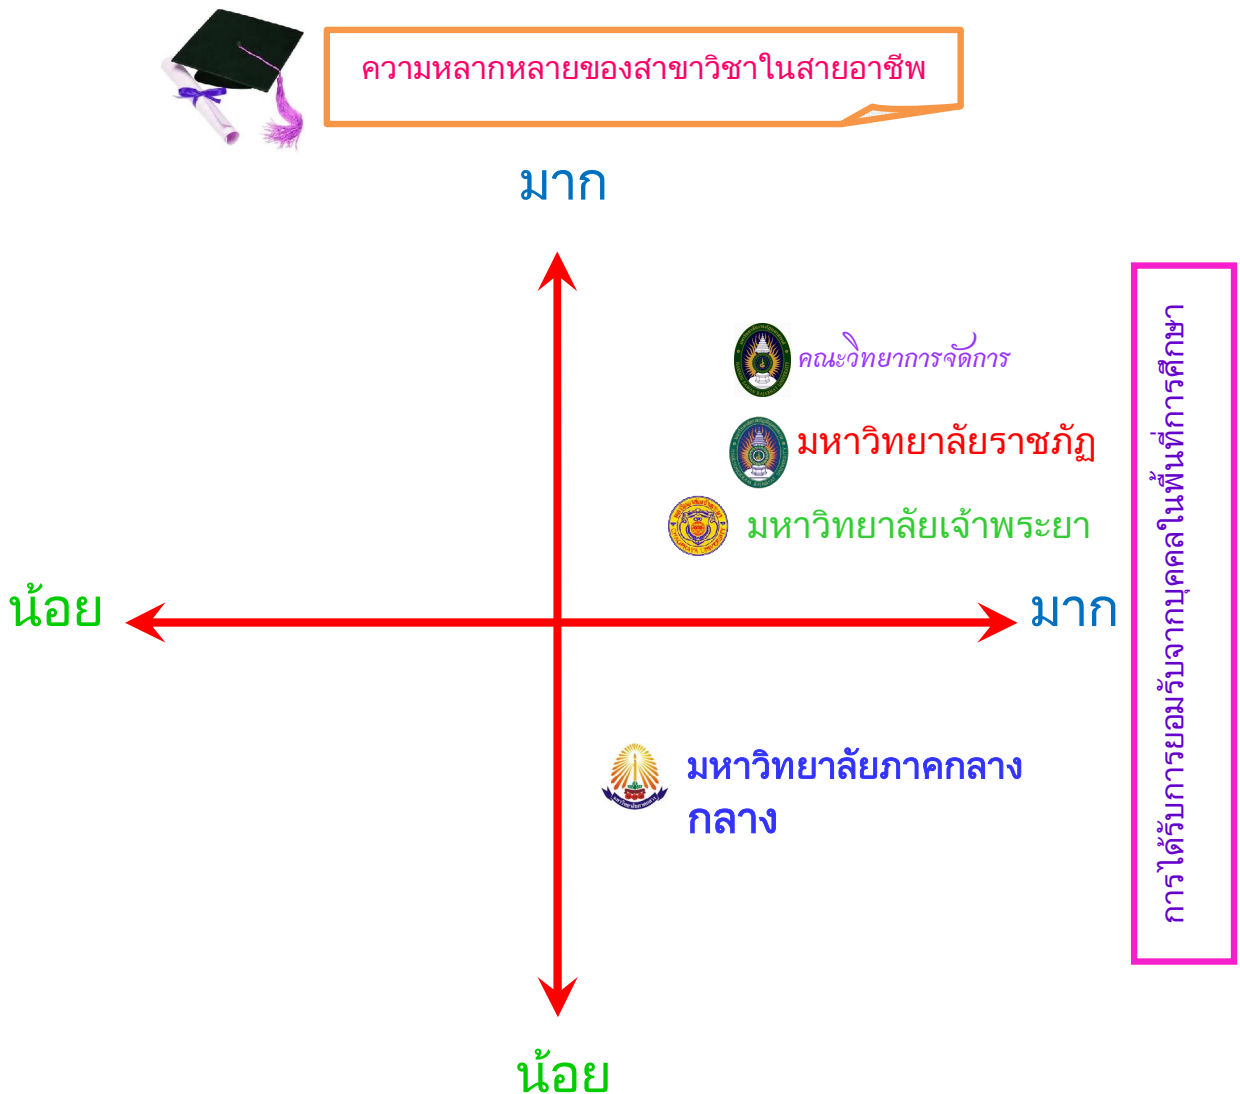 ความหลากหลายของสาขาวิชาในสายอาชีพ
มาก
คณะวิทยาการจัดการ
มหาวิทยาลัยราชภัฏ
มหาวิทยาลัยเจ้าพระยา
น้อย
มาก
การได้รับการยอมรับจากบุคคลในพื้นที่การศึกษา
มหาวิทยาลัยภาคกลาง
กลาง
น้อย